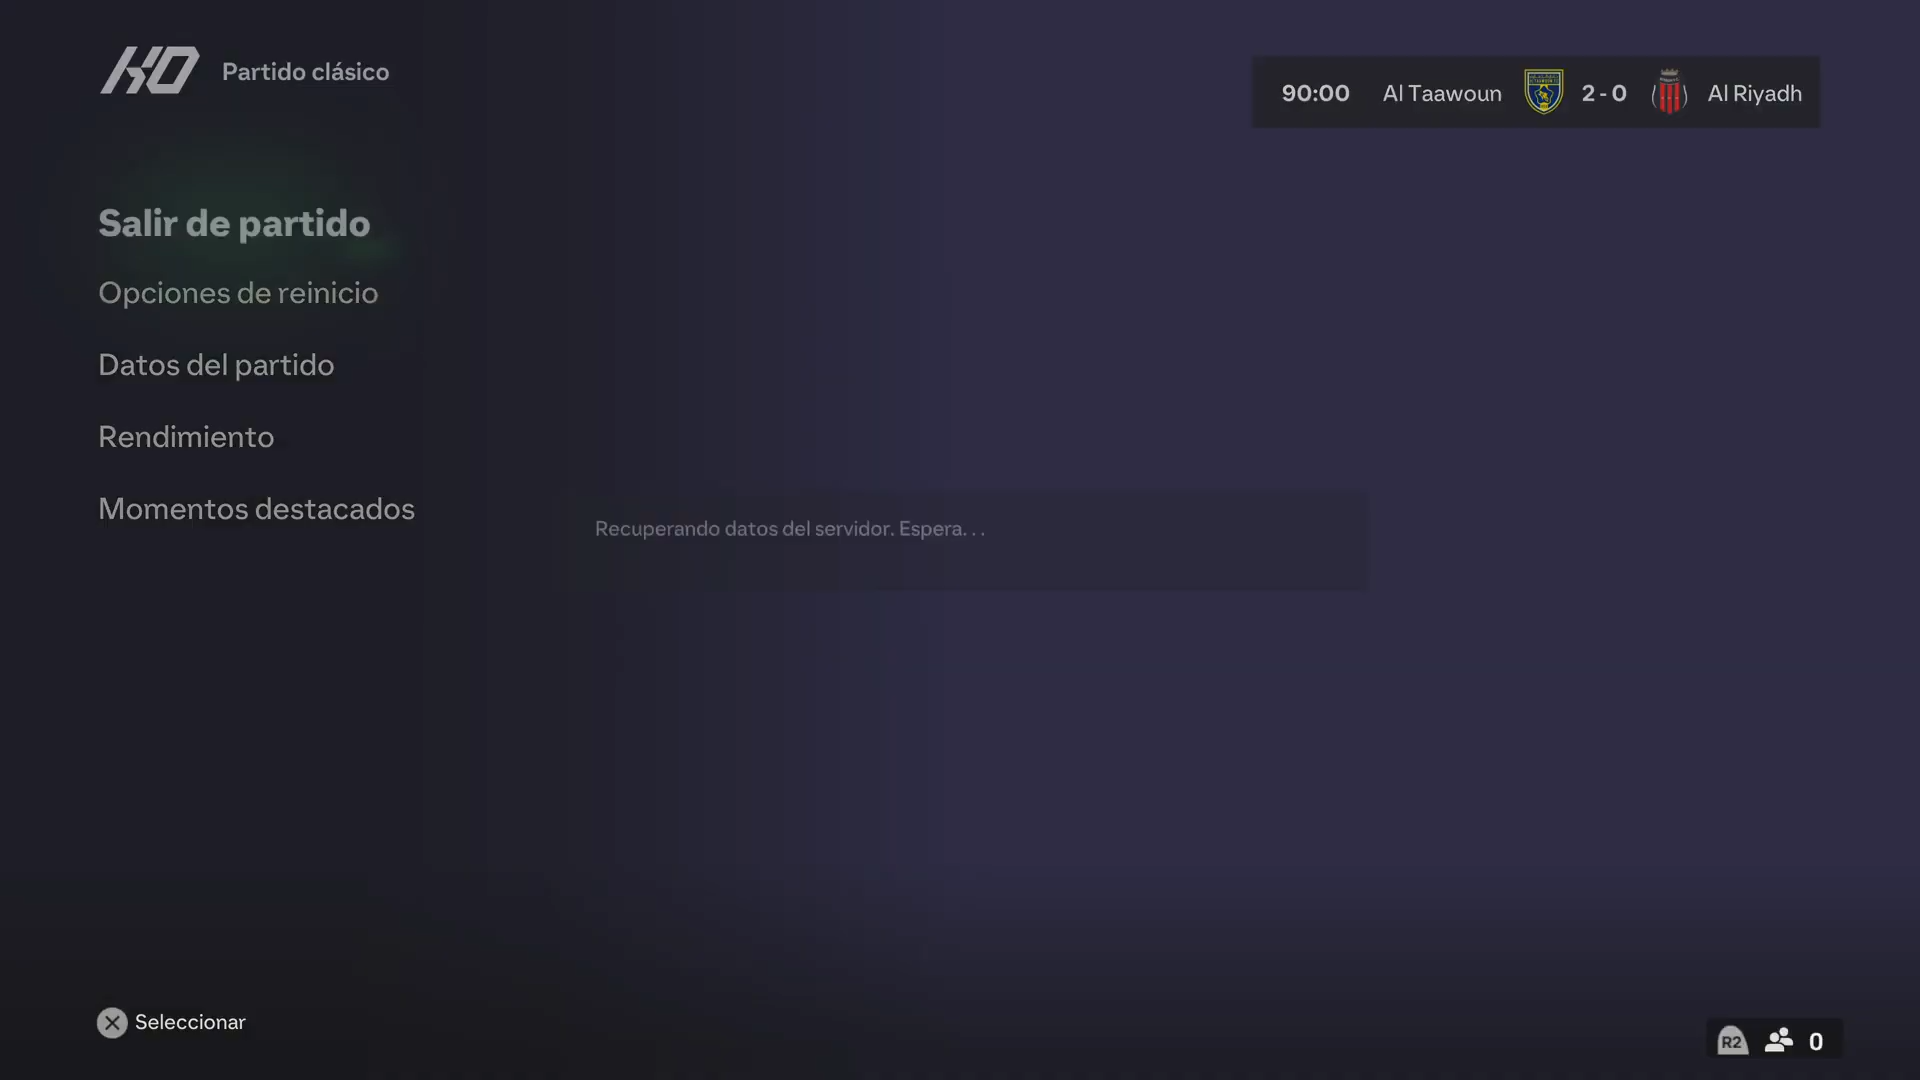 KO Partido clásico
90:00 Al Taawoun 2 - 0 Al Riyadh
Salir de partido
Opciones de reinicio
Datos del partido
Rendimiento
Momentos destacados
Recuperando datos del servidor. Espera. . .
Seleccionar
R2 0